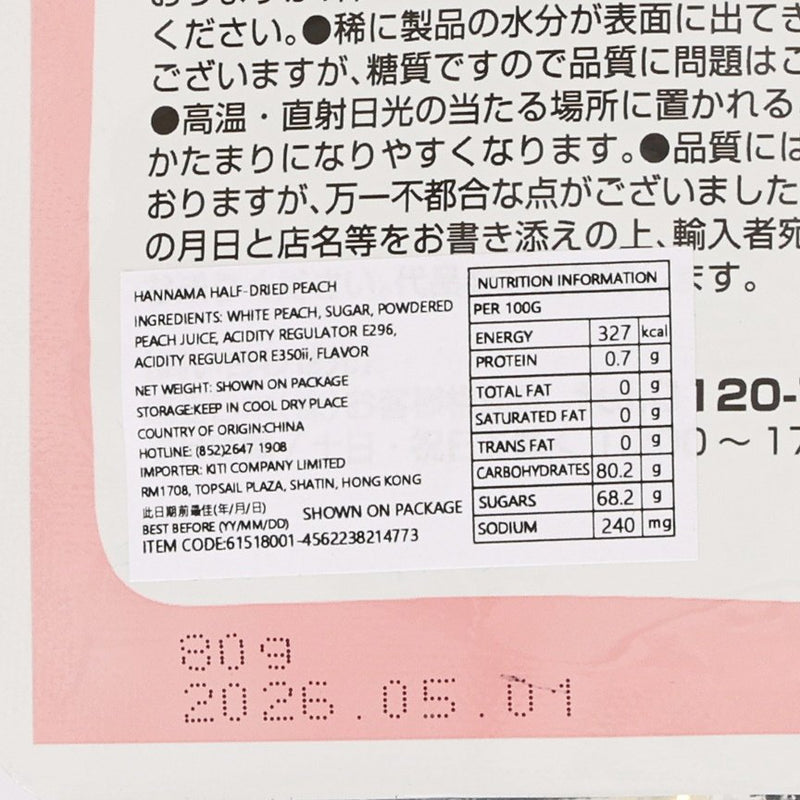 ください。●稀に製品の水分が表面に出てき
ございますが、糖質ですので品質に問題はご
●高温・直射日光の当たる場所に置かれる
かたまりになりやすくなります。●品質には
おりますが、万一不都合な点がございました
の月日と店名等をお書き添えの上、輸入者宛
ます。
HANNAMA HALF-DRIED PEACH
INGREDIENTS: WHITE PEACH, SUGAR, POWDERED
PEACH JUICE, ACIDITY REGULATOR E296,
ACIDITY REGULATOR E350ii, FLAVOR
NET WEIGHT: SHOWN ON PACKAGE
STORAGE:KEEP IN COOL DRY PLACE
COUNTRY OF ORIGIN:CHINA
HOTLINE: (852)2647 1908
IMPORTER: KITI COMPANY LIMITED
RM1708, TOPSAIL PLAZA, SHATIN, HONG KONG
此日期前最佳(年/月/日)
BEST BEFORE (YY/MM/DD) SHOWN ON PACKAGE
ITEM CODE:61518001-4562238214773
NUTRITION INFORMATION
PER 100G
ENERGY 327 kcal
PROTEIN 0.7 g
TOTAL FAT 0 g
SATURATED FAT 0 g
TRANS FAT 0 g
CARBOHYDRATES 80.2 g
SUGARS 68.2 g
SODIUM 240 mg
120-
0～17
80g
2026.05.01